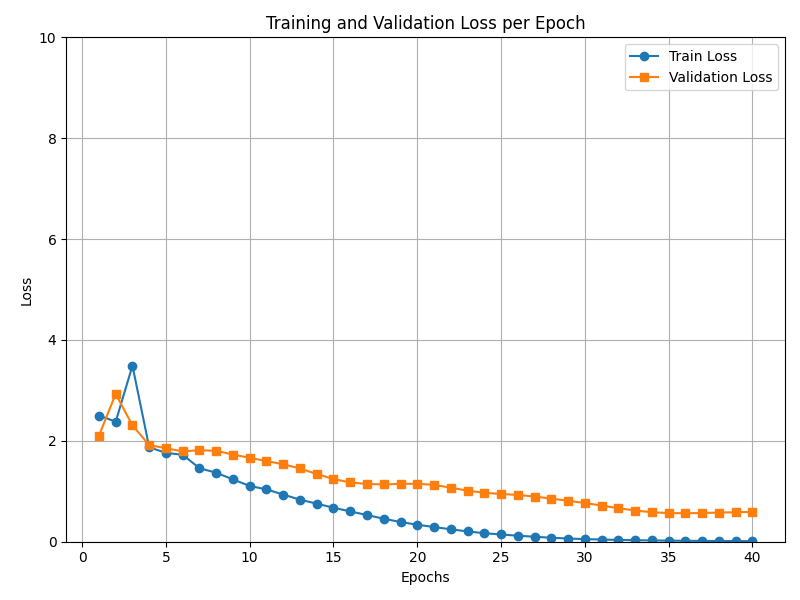 Training and Validation Loss per Epoch
Train Loss
Validation Loss
10
8
6
4
2
0
Loss
0 5 10 15 20 25 30 35 40
Epochs